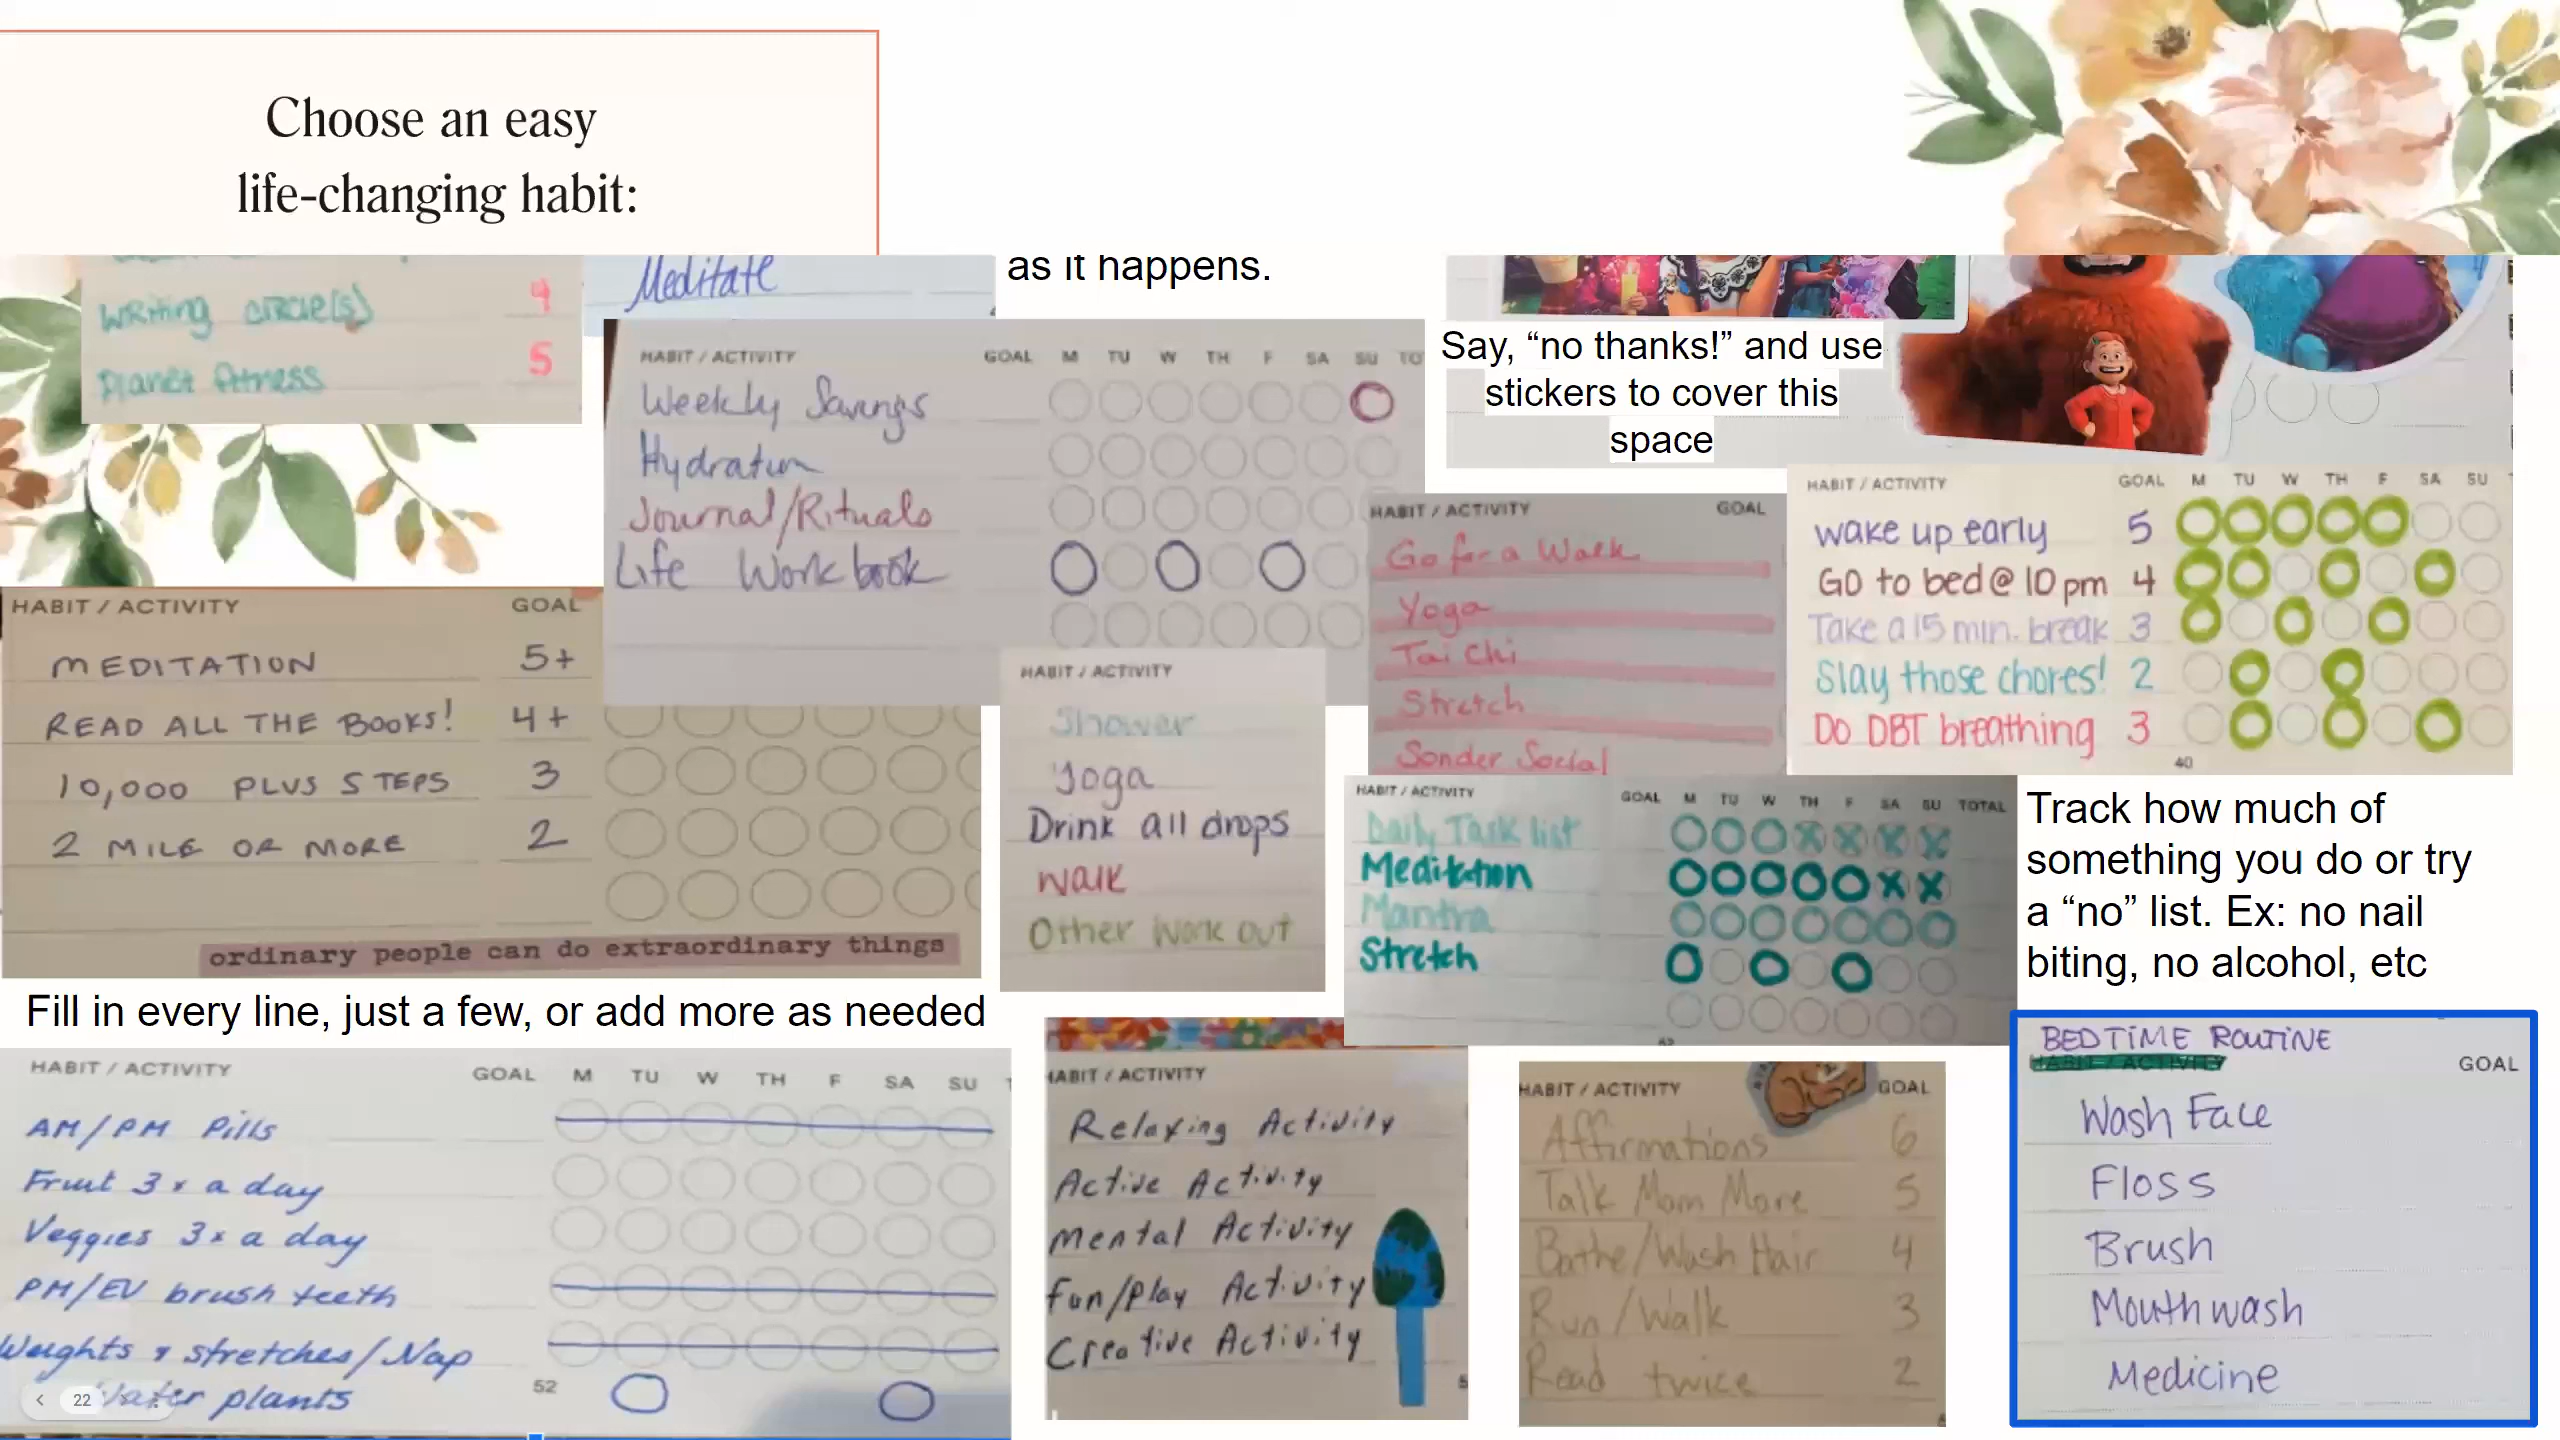 Choose an easy
life-changing habit:
Writing circle(s) 4
Planet fitness 5
Meditate
as it happens.
HABIT / ACTIVITY GOAL M TU W TH F SA SU TO
Weekly Savings
Hydration
Journal/Rituals
Life Workbook
Say, “no thanks!” and use
stickers to cover this
space
HABIT / ACTIVITY GOAL
Go for a Walk
Yoga
Tai Chi
Stretch
Sonder Social
HABIT / ACTIVITY GOAL M TU W TH F SA SU
wake up early 5
GO to bed @ 10 pm 4
Take a 15 min. break 3
Slay those chores! 2
Do DBT breathing 3
40
HABIT / ACTIVITY GOAL
MEDITATION 5+
READ ALL THE BOOKS! 4+
10,000 PLUS STEPS 3
2 MILE OR MORE 2
ordinary people can do extraordinary things
HABIT / ACTIVITY
Shower
Yoga
Drink all drops
Walk
Other work out
HABIT / ACTIVITY GOAL M TU W TH F SA SU TOTAL
Daily Task list
Meditation
Mantra
Stretch
Track how much of
something you do or try
a “no” list. Ex: no nail
biting, no alcohol, etc
Fill in every line, just a few, or add more as needed
HABIT / ACTIVITY GOAL M TU W TH F SA SU
AM/PM Pills
Fruit 3x a day
Veggies 3x a day
PM/EV brush teeth
Weights & stretches/Nap
Water plants
52
22
HABIT / ACTIVITY
Relaxing Activity
Active Activity
Mental Activity
Fun/Play Activity
Creative Activity
HABIT / ACTIVITY GOAL
Affirmations 6
Talk Mom More 5
Bathe/Wash Hair 4
Run/Walk 3
Read twice 2
BEDTIME ROUTINE
HABIT / ACTIVITY GOAL
Wash Face
Floss
Brush
Mouthwash
Medicine